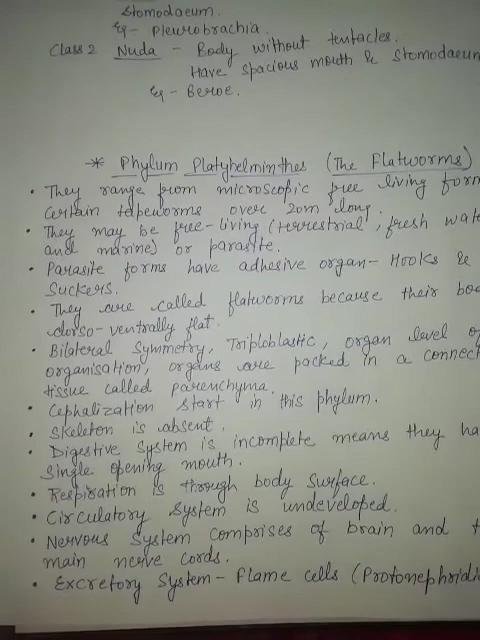 Stomodaeum.
Eg - Pleurobrachia.
Class 2 Nuda - Body without tentacles.
Have spacious mouth & Stomodaeum
Eg - Beroe.
* Phylum Platyhelminthes (The Flatworms)
• They range from microscopic free living form
certain tapeworms over 20m long.
• They may be free-living (terrestrial, fresh wate
and marine) or parasite.
• Parasite forms have adhesive organ - Hooks &
Suckers.
• They are called flatworms because their bod
dorso-ventrally flat.
• Bilateral Symmetry, Triploblastic, organ level of
organisation, organs are packed in a connect
tissue called parenchyma.
• Cephalization start in this phylum.
• Skeleton is absent.
• Digestive System is incomplete means they ha
single opening mouth.
• Respiration is through body surface.
• Circulatory System is undeveloped.
• Nervous System comprises of brain and
main nerve cords.
• Excretory System - Flame cells (Protonephridi